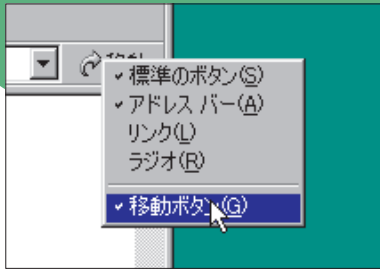 移動
標準のボタン(S)
アドレス バー(A)
リンク(L)
ラジオ(R)
移動ボタン(G)